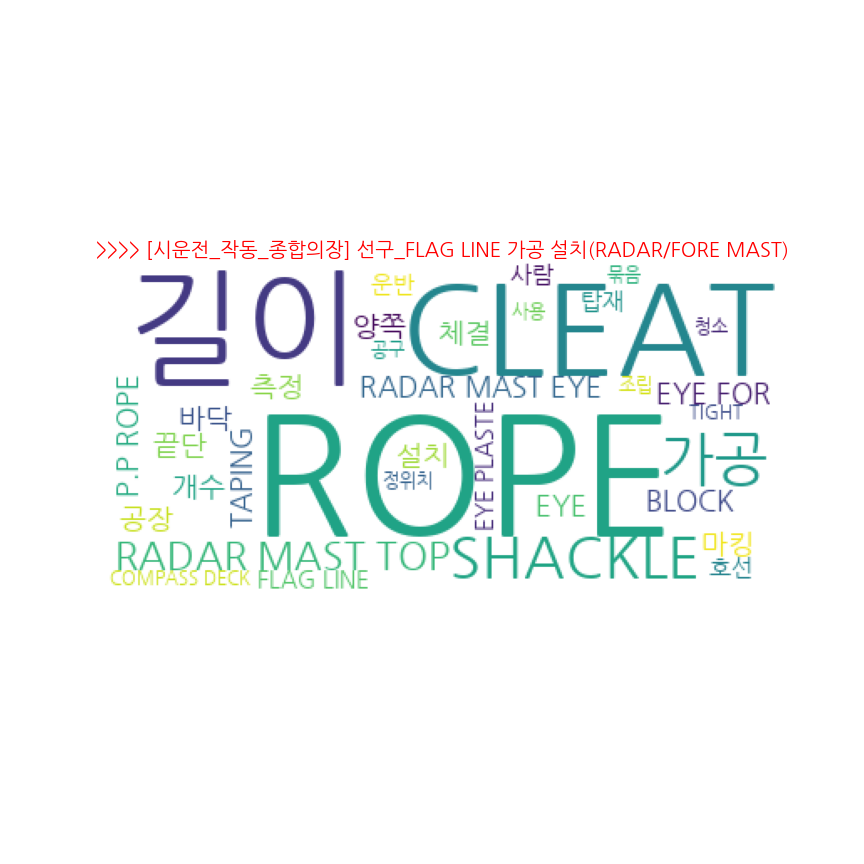 >>>> [시운전_작동_종합의장] 선구_FLAG LINE 가공 설치(RADAR/FORE MAST)
길이
운반
사람
묶음
CLEAT
양쪽
체결
사용
탑재
청소
공구
측정
RADAR MAST EYE
조립
EYE FOR
TIGHT
P.P ROPE
바닥
끝단
개수
TAPING
ROPE
설치
정위치
EYE PLASTE
EYE
가공
BLOCK
공장
RADAR MAST TOP
SHACKLE
마킹
호선
COMPASS DECK
FLAG LINE